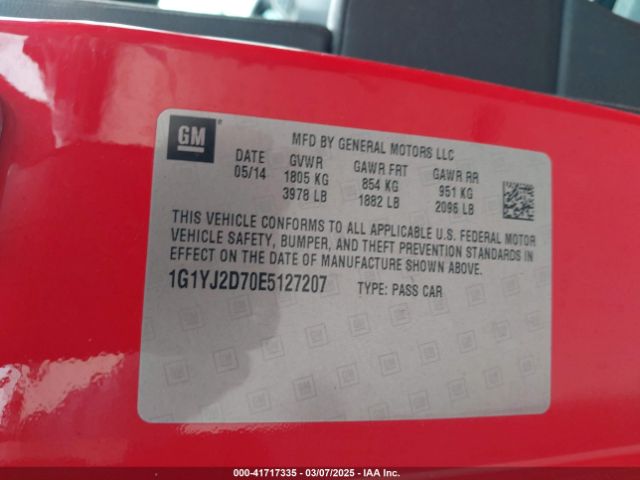 GM
MFD BY GENERAL MOTORS LLC
DATE GVWR GAWR FRT GAWR RR
05/14 1805 KG 854 KG 951 KG
3978 LB 1882 LB 2096 LB
THIS VEHICLE CONFORMS TO ALL APPLICABLE U.S. FEDERAL MOTOR
VEHICLE SAFETY, BUMPER, AND THEFT PREVENTION STANDARDS IN
EFFECT ON THE DATE OF MANUFACTURE SHOWN ABOVE.
1G1YJ2D70E5127207 TYPE: PASS CAR
000-41717335 - 03/07/2025 - IAA Inc.